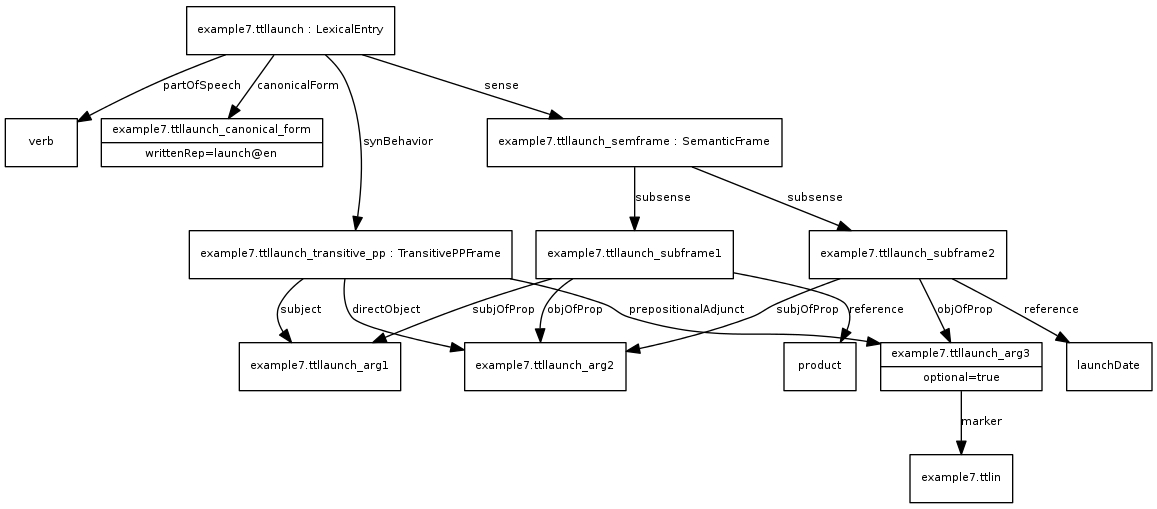 example7.ttllaunch : LexicalEntry
partOfSpeech
canonicalForm
sense
verb
example7.ttllaunch_canonical_form
writtenRep=launch@en
synBehavior
example7.ttllaunch_semframe : SemanticFrame
subsense
subsense
example7.ttllaunch_transitive_pp : TransitivePPFrame
example7.ttllaunch_subframe1
example7.ttllaunch_subframe2
subject
directObject
subjOfProp
objOfProp
prepositionalAdjunct
subjOfProp
reference
objOfProp
reference
example7.ttllaunch_arg1
example7.ttllaunch_arg2
product
example7.ttllaunch_arg3
optional=true
launchDate
marker
example7.ttlin